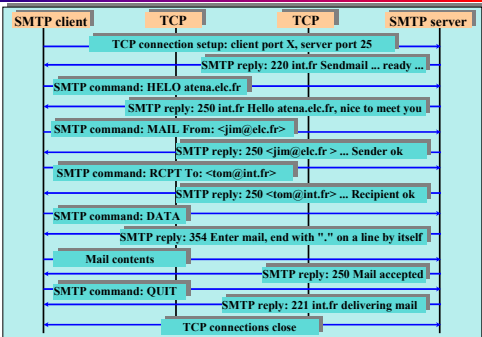 SMTP client TCP TCP SMTP server
TCP connection setup: client port X, server port 25
SMTP reply: 220 int.fr Sendmail ... ready ...
SMTP command: HELO atena.elc.fr
SMTP reply: 250 int.fr Hello atena.elc.fr, nice to meet you
SMTP command: MAIL From: <jim@elc.fr>
SMTP reply: 250 <jim@elc.fr > ... Sender ok
SMTP command: RCPT To: <tom@int.fr>
SMTP reply: 250 <tom@int.fr> ... Recipient ok
SMTP command: DATA
SMTP reply: 354 Enter mail, end with "." on a line by itself
Mail contents
SMTP reply: 250 Mail accepted
SMTP command: QUIT
SMTP reply: 221 int.fr delivering mail
TCP connections close